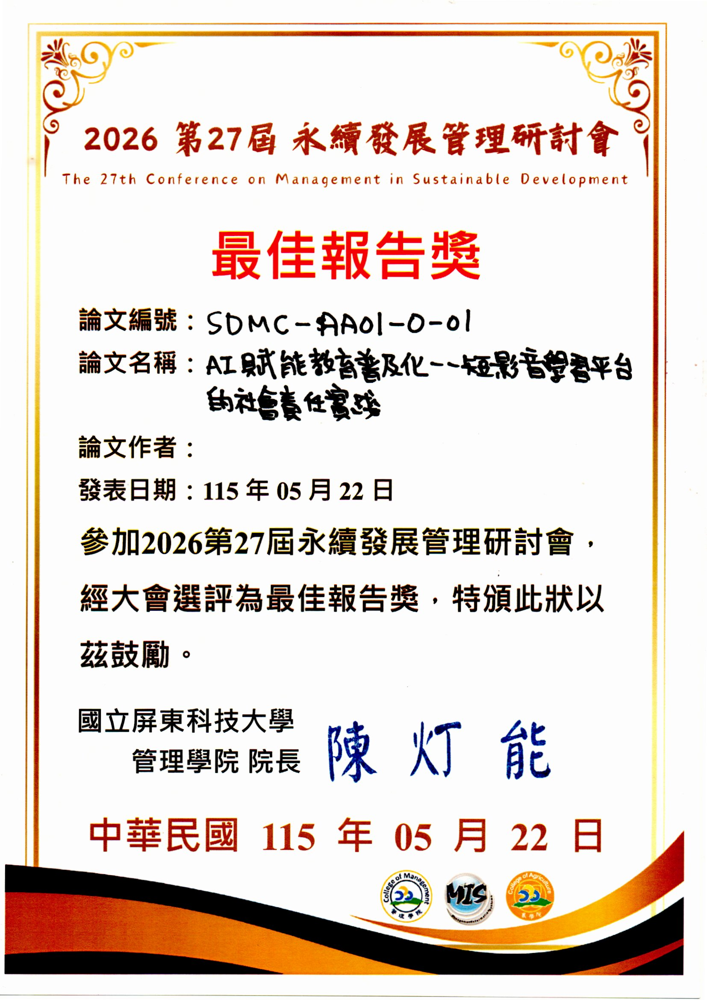 2026 第27屆 永續發展管理研討會
The 27th Conference on Management in Sustainable Development
最佳報告獎
論文編號：SDMC-AA01-O-01
論文名稱：AI賦能教育普及化--短影音學習平台
的社會責任實踐
論文作者：
發表日期：115 年 05 月 22 日
參加2026第27屆永續發展管理研討會，
經大會選評為最佳報告獎，特頒此狀以
茲鼓勵。
國立屏東科技大學
管理學院 院長 陳灯能
中華民國 115 年 05 月 22 日
College of Management
管理學院
MIS
Management Information Systems
College of Agriculture
農學院